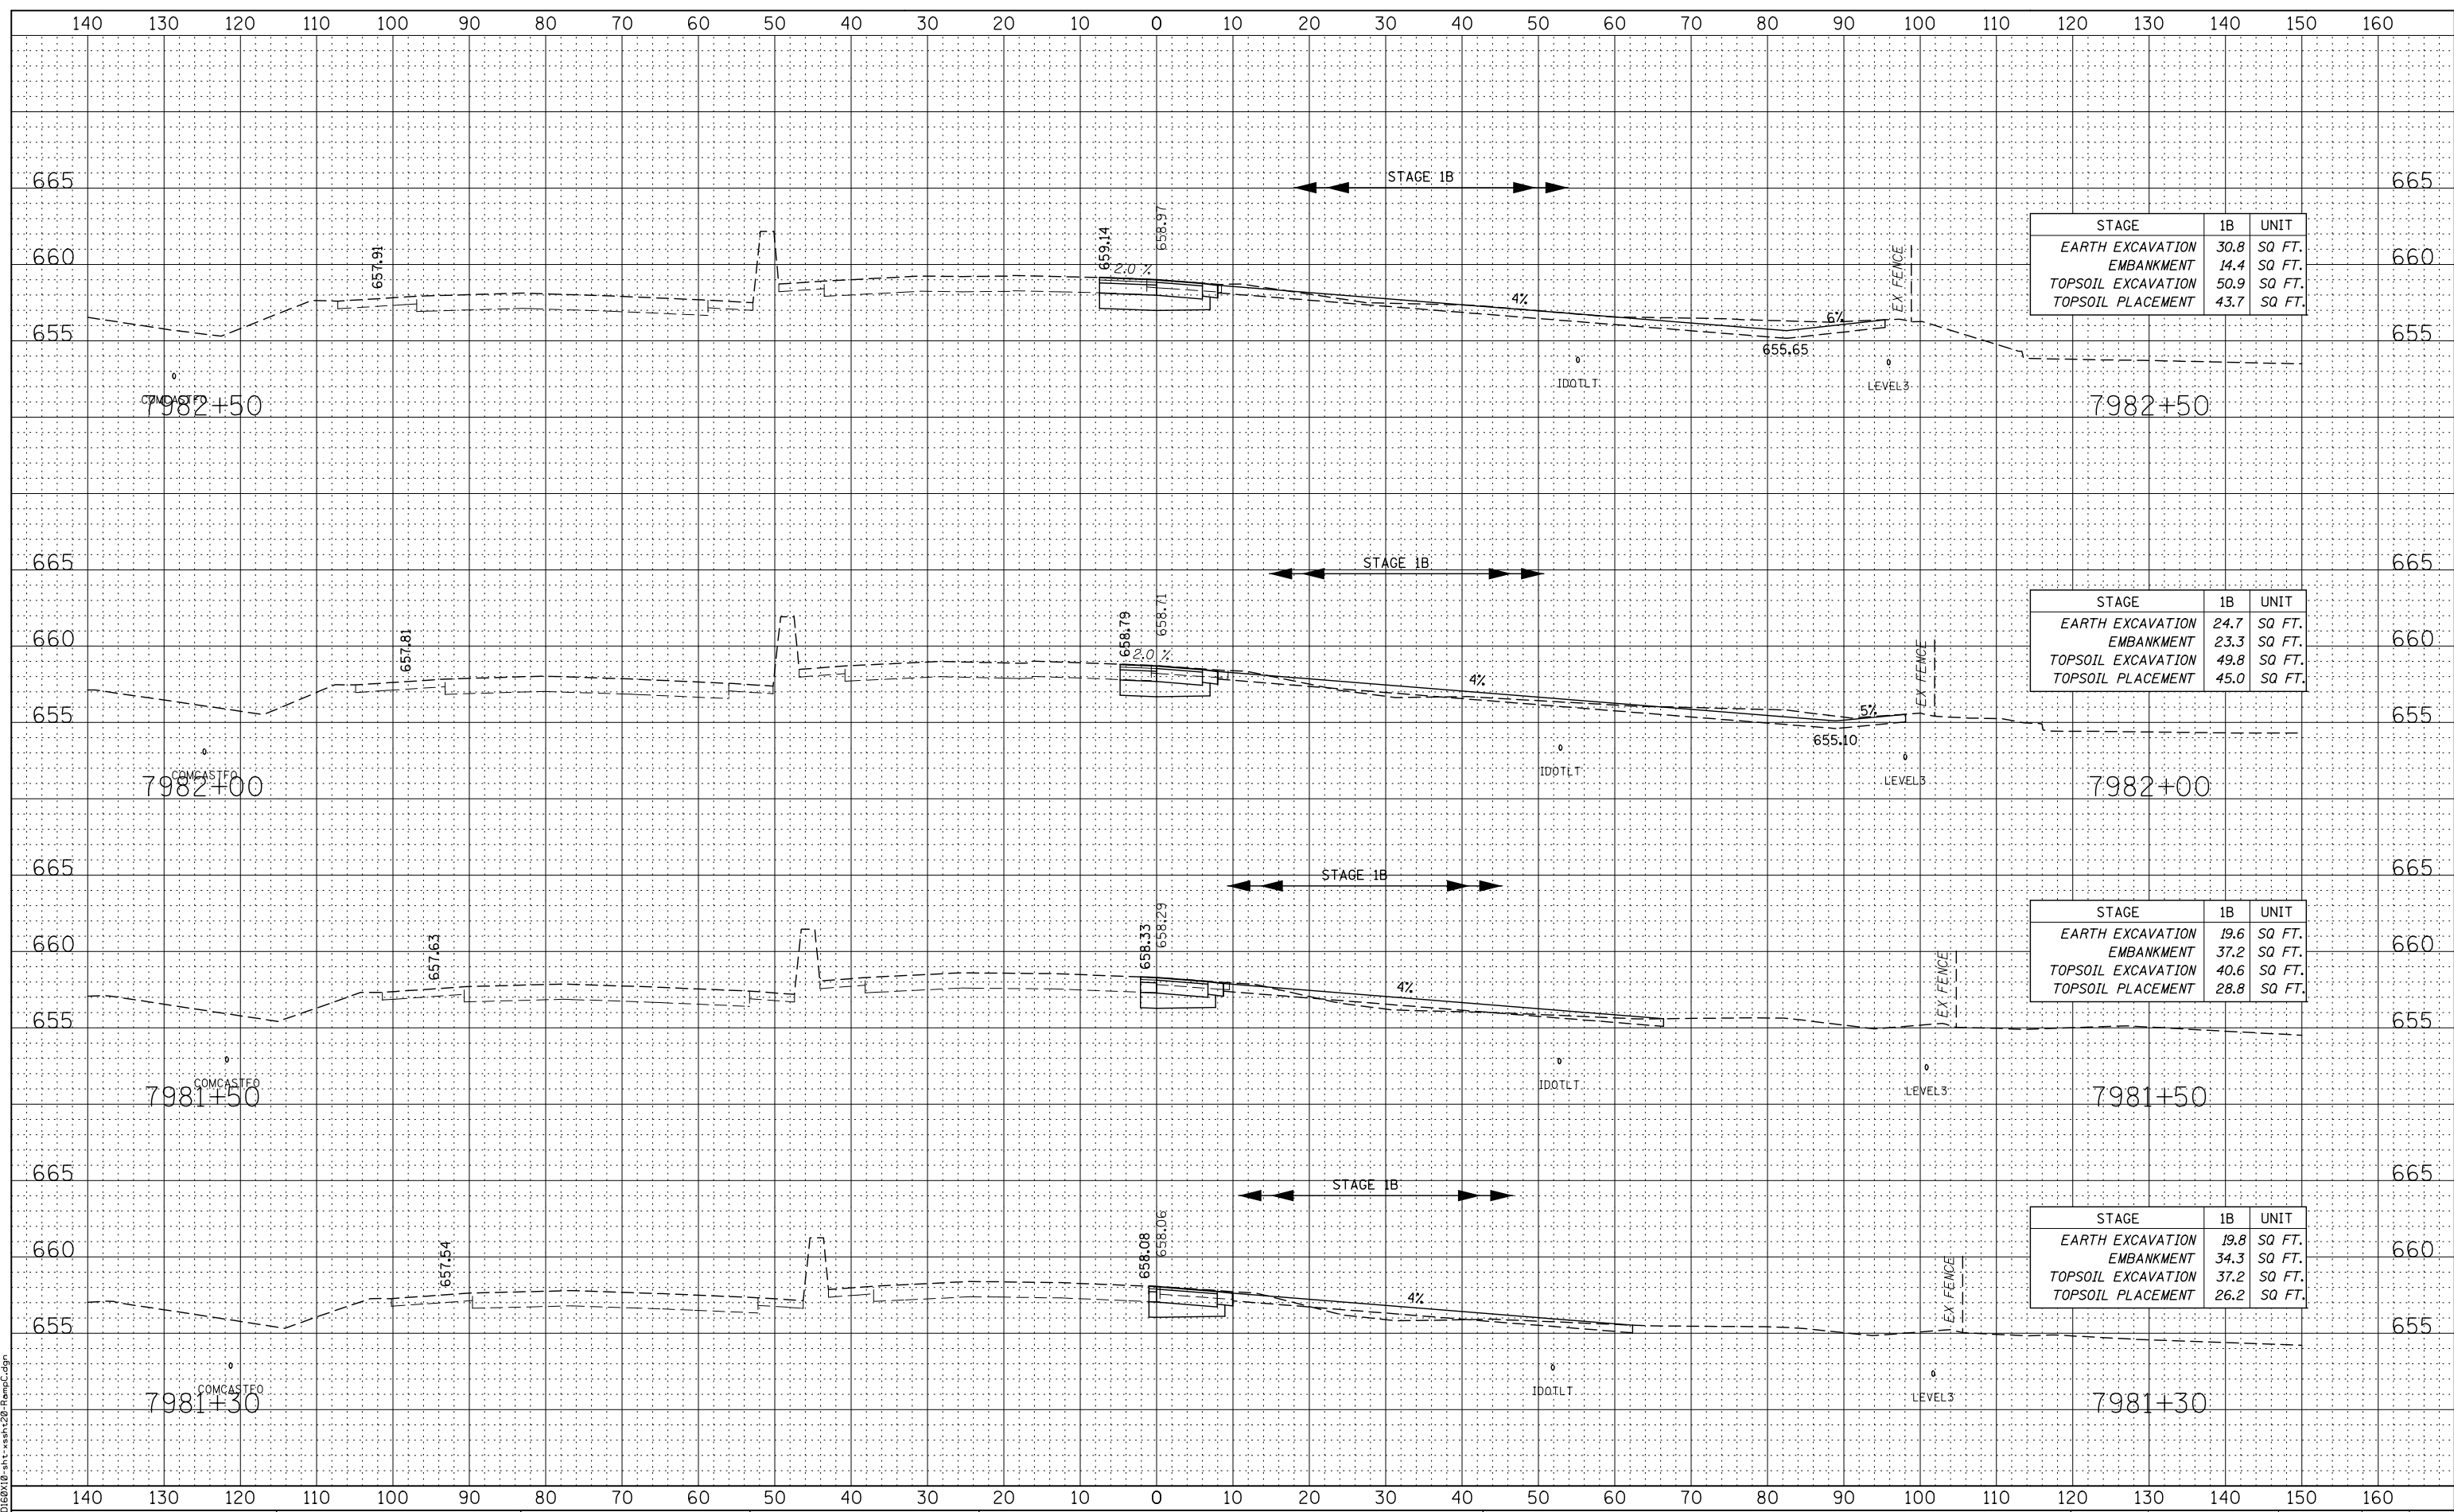 140 130 120 110 100 90 80 70 60 50 40 30 20 10 0 10 20 30 40 50 60 70 80 90 100 110 120 130 140 150 160
665 STAGE 1B 665
STAGE 1B UNIT
EARTH EXCAVATION 30.8 SQ FT.
EMBANKMENT 14.4 SQ FT.
TOPSOIL EXCAVATION 50.9 SQ FT.
TOPSOIL PLACEMENT 43.7 SQ FT.
660 657.91 659.14 658.97 2.0 % EX FENCE 660
4% 6%
655 655.65 655
COMCASTFO IDOTLT LEVEL3
7982+50 7982+50
665 STAGE 1B 665
STAGE 1B UNIT
EARTH EXCAVATION 24.7 SQ FT.
EMBANKMENT 23.3 SQ FT.
TOPSOIL EXCAVATION 49.8 SQ FT.
TOPSOIL PLACEMENT 45.0 SQ FT.
660 657.81 658.79 658.71 2.0 % EX FENCE 660
4% 5%
655 655.10 655
COMCASTFO IDOTLT LEVEL3
7982+00 7982+00
665 STAGE 1B 665
STAGE 1B UNIT
EARTH EXCAVATION 19.6 SQ FT.
EMBANKMENT 37.2 SQ FT.
TOPSOIL EXCAVATION 40.6 SQ FT.
TOPSOIL PLACEMENT 28.8 SQ FT.
660 657.63 658.33 658.29 EX FENCE 660
4%
655 655
COMCASTFO IDOTLT LEVEL3
7981+50 7981+50
665 STAGE 1B 665
STAGE 1B UNIT
EARTH EXCAVATION 19.8 SQ FT.
EMBANKMENT 34.3 SQ FT.
TOPSOIL EXCAVATION 37.2 SQ FT.
TOPSOIL PLACEMENT 26.2 SQ FT.
660 657.54 658.08 658.06 EX FENCE 660
4%
655 655
COMCASTFO IDOTLT LEVEL3
7981+30 7981+30
140 130 120 110 100 90 80 70 60 50 40 30 20 10 0 10 20 30 40 50 60 70 80 90 100 110 120 130 140 150 160